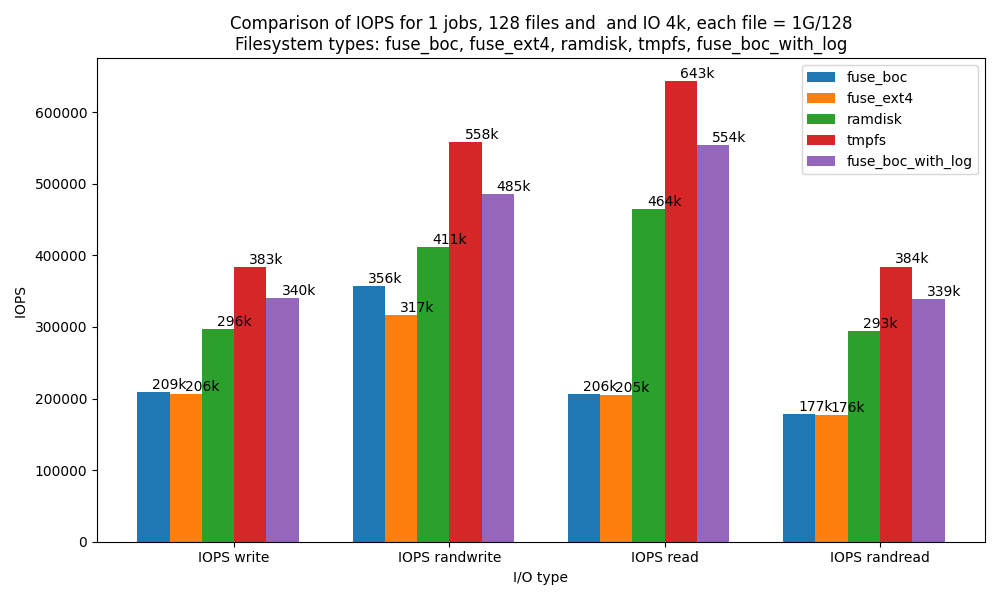 Comparison of IOPS for 1 jobs, 128 files and  and IO 4k, each file = 1G/128
Filesystem types: fuse_boc, fuse_ext4, ramdisk, tmpfs, fuse_boc_with_log
IOPS
600000
500000
400000
300000
200000
100000
0
209k
206k
296k
383k
340k
356k
317k
411k
558k
485k
206k
205k
464k
643k
554k
177k
176k
293k
384k
339k
fuse_boc
fuse_ext4
ramdisk
tmpfs
fuse_boc_with_log
IOPS write
IOPS randwrite
IOPS read
IOPS randread
I/O type